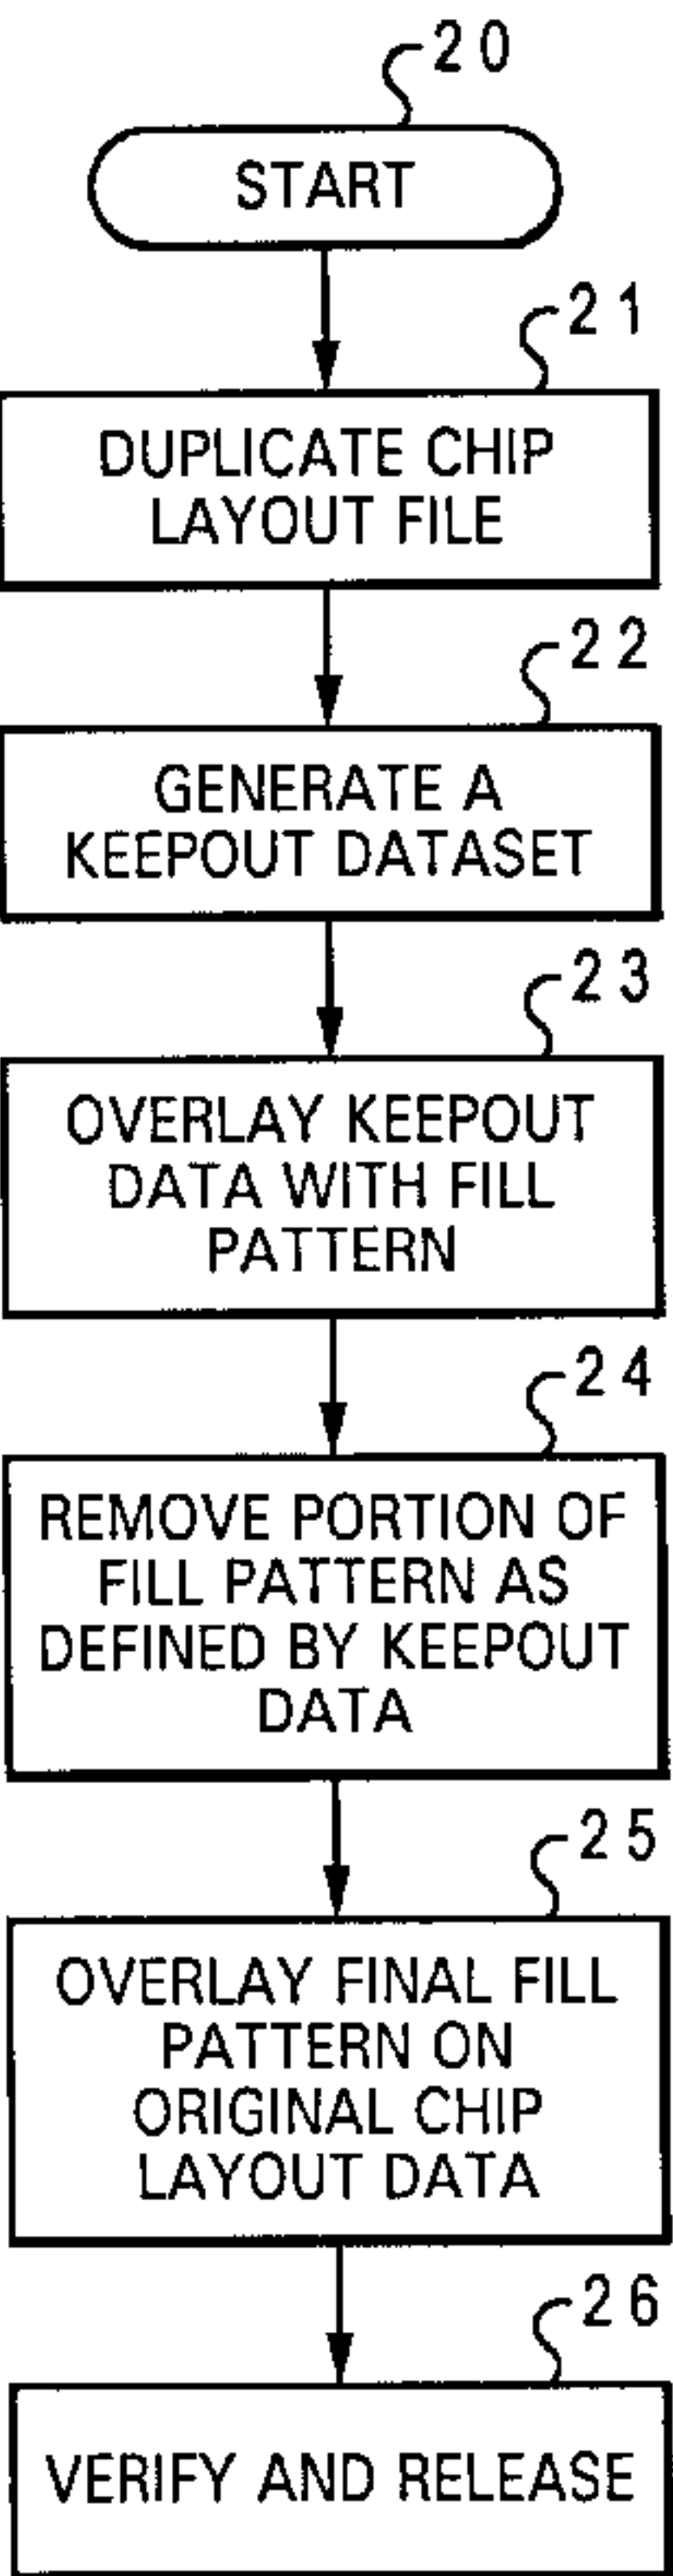 20
START
21
DUPLICATE CHIP
LAYOUT FILE
22
GENERATE A
KEEPOUT DATASET
23
OVERLAY KEEPOUT
DATA WITH FILL
PATTERN
24
REMOVE PORTION OF
FILL PATTERN AS
DEFINED BY KEEPOUT
DATA
25
OVERLAY FINAL FILL
PATTERN ON
ORIGINAL CHIP
LAYOUT DATA
26
VERIFY AND RELEASE